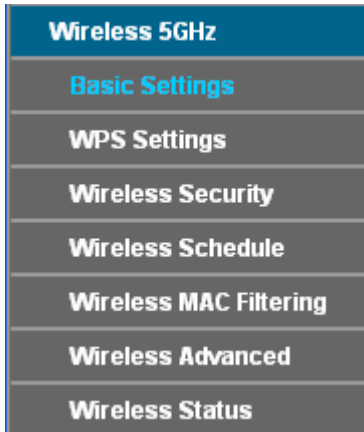 Wireless 5GHz
Basic Settings
WPS Settings
Wireless Security
Wireless Schedule
Wireless MAC Filtering
Wireless Advanced
Wireless Status